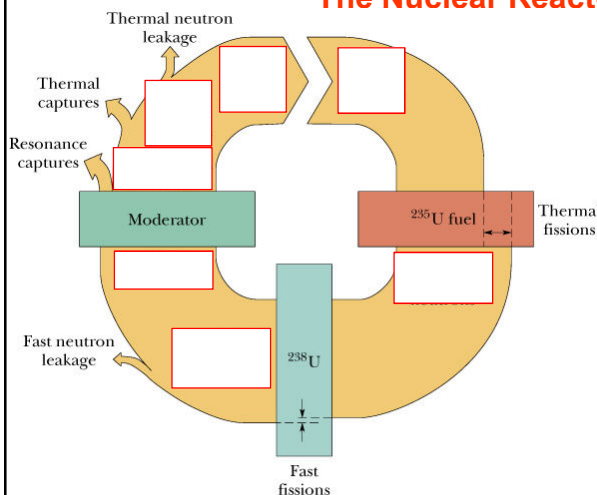 The Nuclear React
Thermal neutron
leakage
Thermal
captures
Resonance
captures
Moderator
²³⁵U fuel
Therma
fissions
Fast neutron
leakage
²³⁸U
Fast
fissions